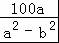 100a
a² − b²